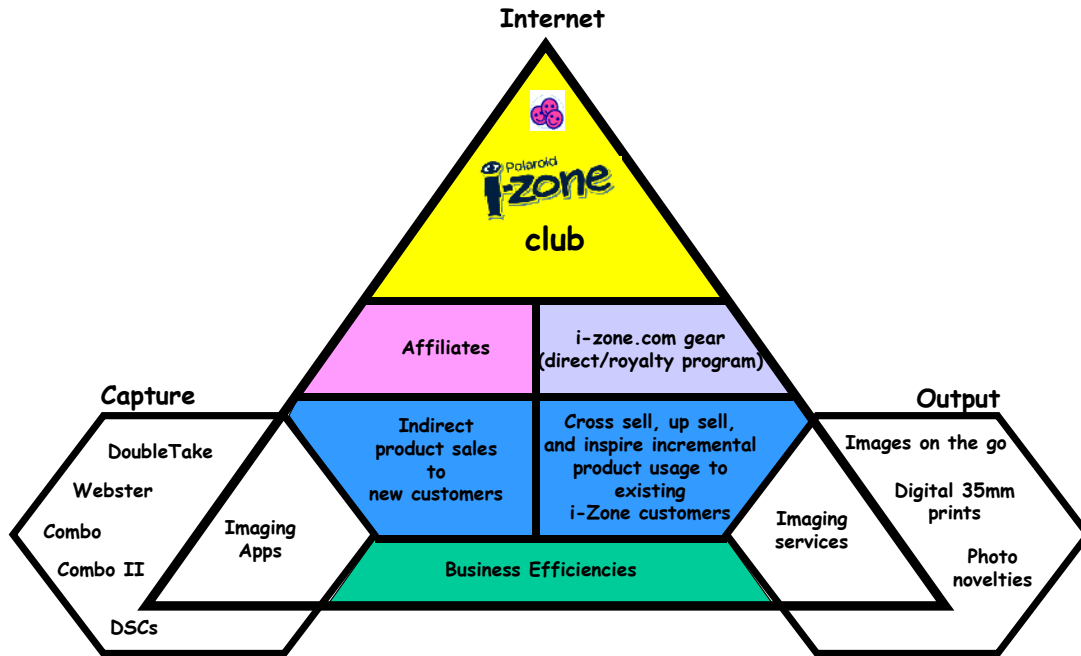 Internet
Polaroid
i-zone
club
Affiliates
i-zone.com gear
(direct/royalty program)
Capture
Output
Indirect
product sales
to
new customers
Cross sell, up sell,
and inspire incremental
product usage to
existing
i-Zone customers
DoubleTake
Webster
Combo
Combo II
DSCs
Imaging
Apps
Imaging
services
Images on the go
Digital 35mm
prints
Photo
novelties
Business Efficiencies